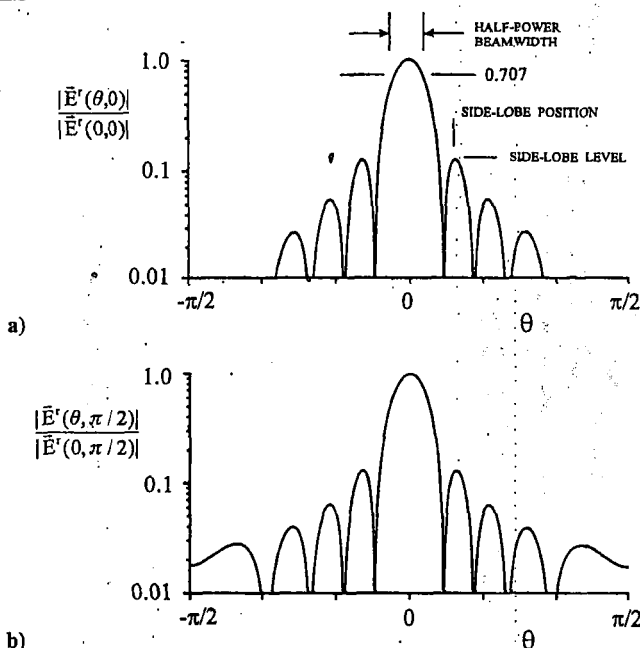 HALF-POWER
BEAMWIDTH
1.0
0.707
|E⃗ʳ(θ,0)|
|E⃗ʳ(0,0)|
SIDE-LOBE POSITION
0.1
SIDE-LOBE LEVEL
0.01
-π/2
0
θ
π/2
a)
1.0
|E⃗ʳ(θ, π / 2)|
|E⃗ʳ(0, π / 2)|
0.1
0.01
-π/2
0
θ
π/2
b)